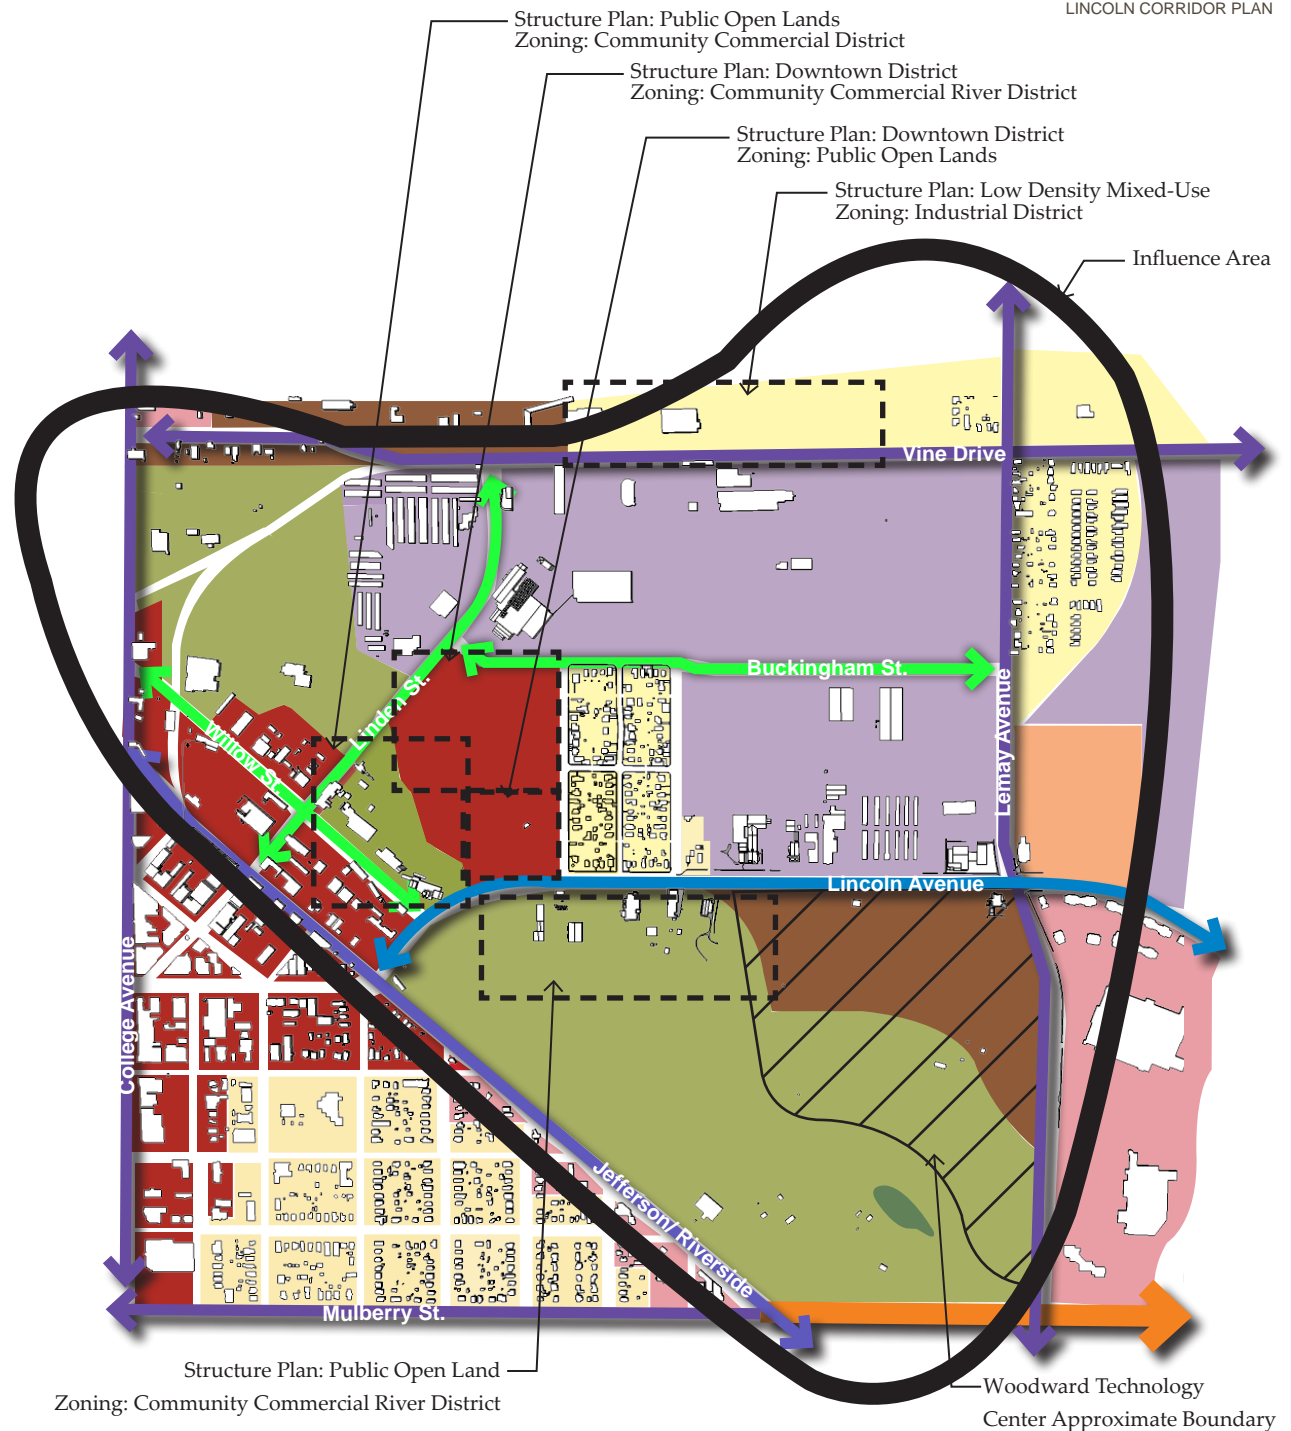 LINCOLN CORRIDOR PLAN
Structure Plan: Public Open Lands
Zoning: Community Commercial District
Structure Plan: Downtown District
Zoning: Community Commercial River District
Structure Plan: Downtown District
Zoning: Public Open Lands
Structure Plan: Low Density Mixed-Use
Zoning: Industrial District
Influence Area
Vine Drive
Buckingham St.
Linden St.
Willow St.
Lemay Avenue
Lincoln Avenue
College Avenue
Jefferson/ Riverside
Mulberry St.
Structure Plan: Public Open Land
Zoning: Community Commercial River District
Woodward Technology
Center Approximate Boundary